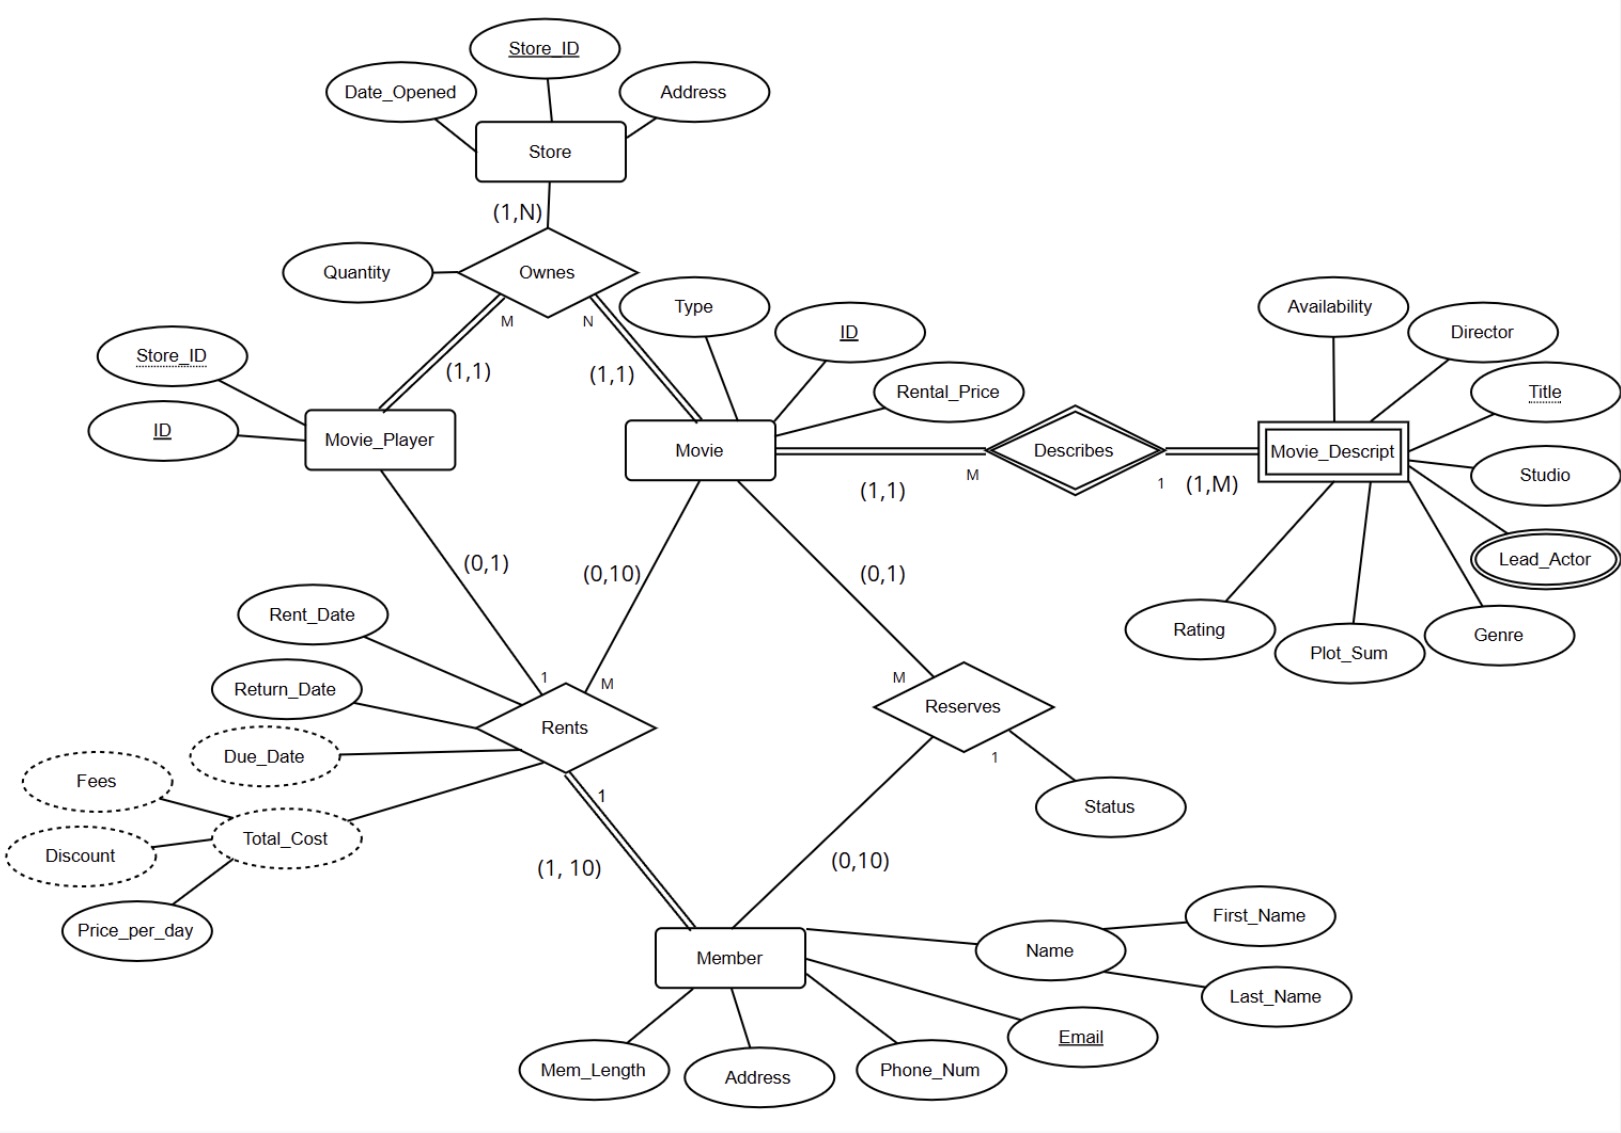 Store_ID
Date_Opened
Address
Store
(1,N)
Quantity
Ownes
M
N
Type
ID
Rental_Price
Availability
Director
Title
Store_ID
ID
(1,1)
(1,1)
Movie_Player
Movie
Describes
Movie_Descript
M
(1,1)
1
(1,M)
Studio
Lead_Actor
Genre
Plot_Sum
Rating
(0,1)
(0,10)
(0,1)
Rent_Date
Return_Date
Due_Date
Fees
Total_Cost
Discount
Price_per_day
1
M
Rents
1
M
Reserves
1
Status
(1, 10)
(0,10)
Member
Name
First_Name
Last_Name
Email
Phone_Num
Address
Mem_Length